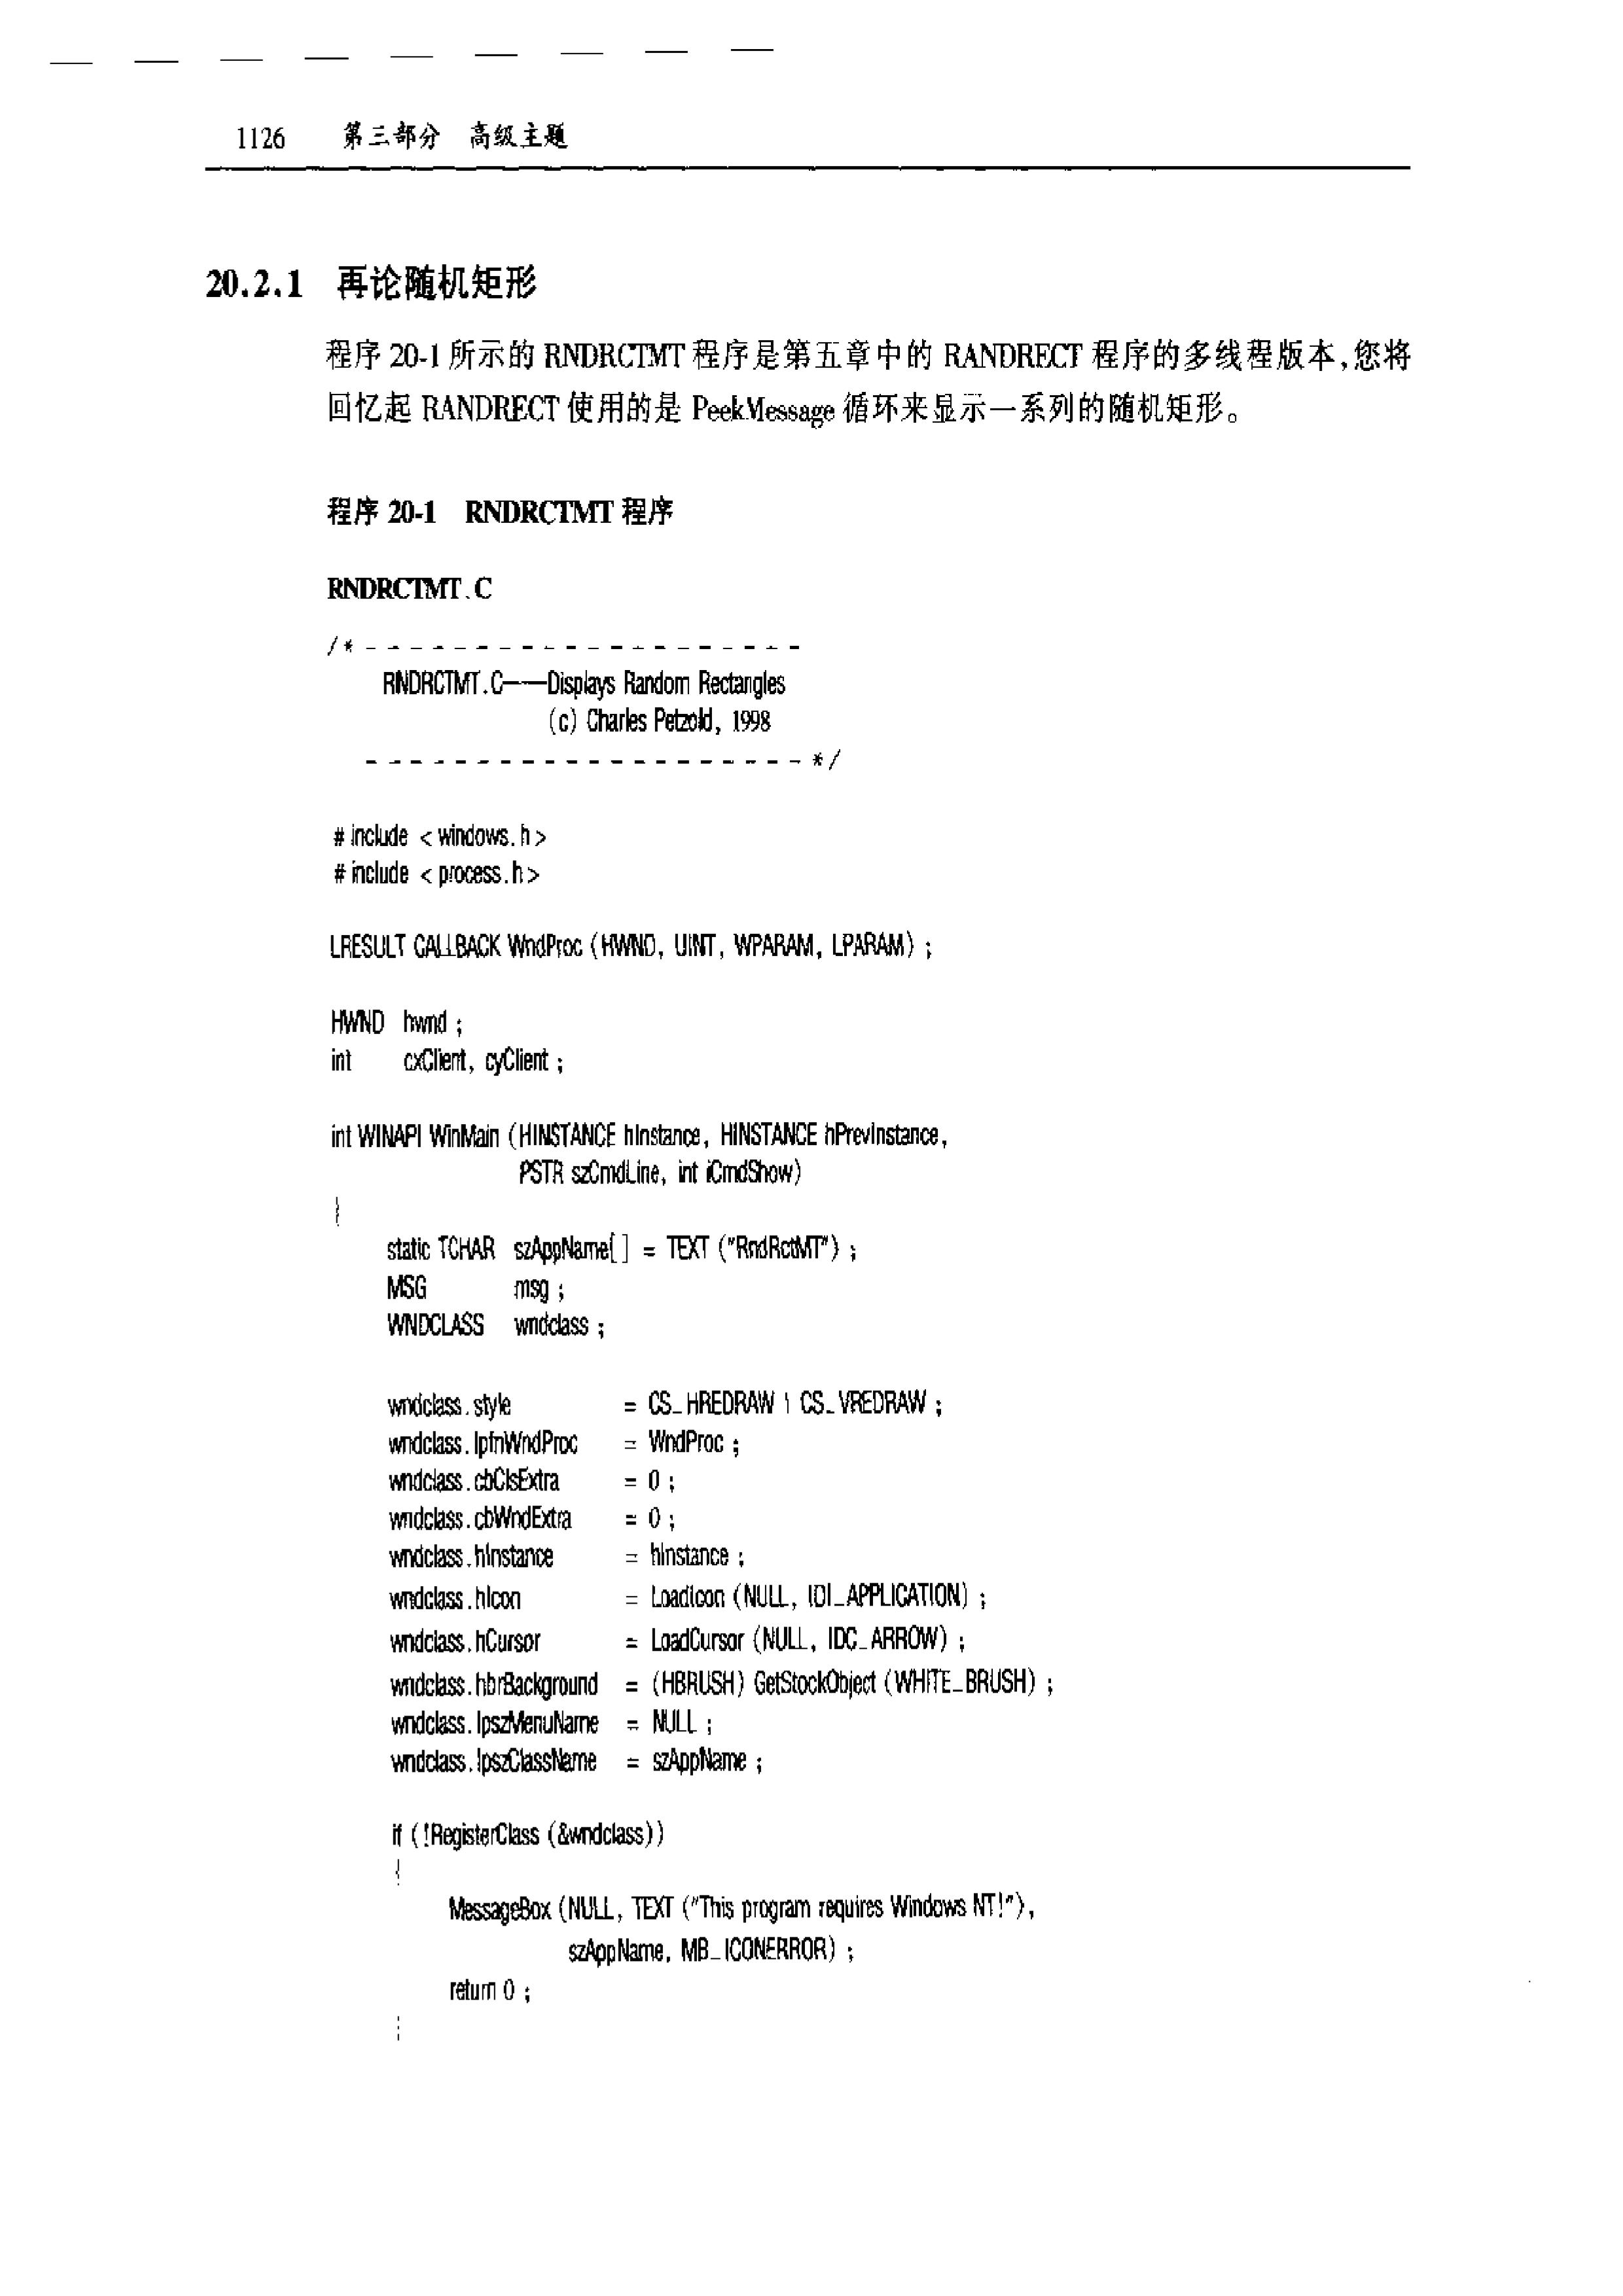 1126 第三部分 高级主题
20.2.1 再论随机矩形
程序 20-1 所示的 RNDRCTMT 程序是第五章中的 RANDRECT 程序的多线程版本,您将
回忆起 RANDRECT 使用的是 PeekMessage 循环来显示一系列的随机矩形。
程序 20-1 RNDRCTMT 程序
RNDRCTMT.C
/* - - - - - - - - - - - - - - - - - - - -
RNDRCTMT.C——Displays Random Rectangles
(c) Charles Petzold, 1998
- - - - - - - - - - - - - - - - - - - - */
# include < windows.h >
# include < process.h >
LRESULT CALLBACK WndProc (HWND, UINT, WPARAM, LPARAM) ;
HWND hwnd ;
int cxClient, cyClient ;
int WINAPI WinMain (HINSTANCE hInstance, HINSTANCE hPrevInstance,
PSTR szCmdLine, int iCmdShow)
{
static TCHAR szAppName[ ] = TEXT ("RndRctMT") ;
MSG msg ;
WNDCLASS wndclass ;
wndclass.style = CS_HREDRAW | CS_VREDRAW ;
wndclass.lpfnWndProc = WndProc ;
wndclass.cbClsExtra = 0 ;
wndclass.cbWndExtra = 0 ;
wndclass.hInstance = hInstance ;
wndclass.hIcon = LoadIcon (NULL, IDI_APPLICATION) ;
wndclass.hCursor = LoadCursor (NULL, IDC_ARROW) ;
wndclass.hbrBackground = (HBRUSH) GetStockObject (WHITE_BRUSH) ;
wndclass.lpszMenuName = NULL ;
wndclass.lpszClassName = szAppName ;
if (!RegisterClass (&wndclass))
{
MessageBox (NULL, TEXT ("This program requires Windows NT!"),
szAppName, MB_ICONERROR) ;
return 0 ;
}